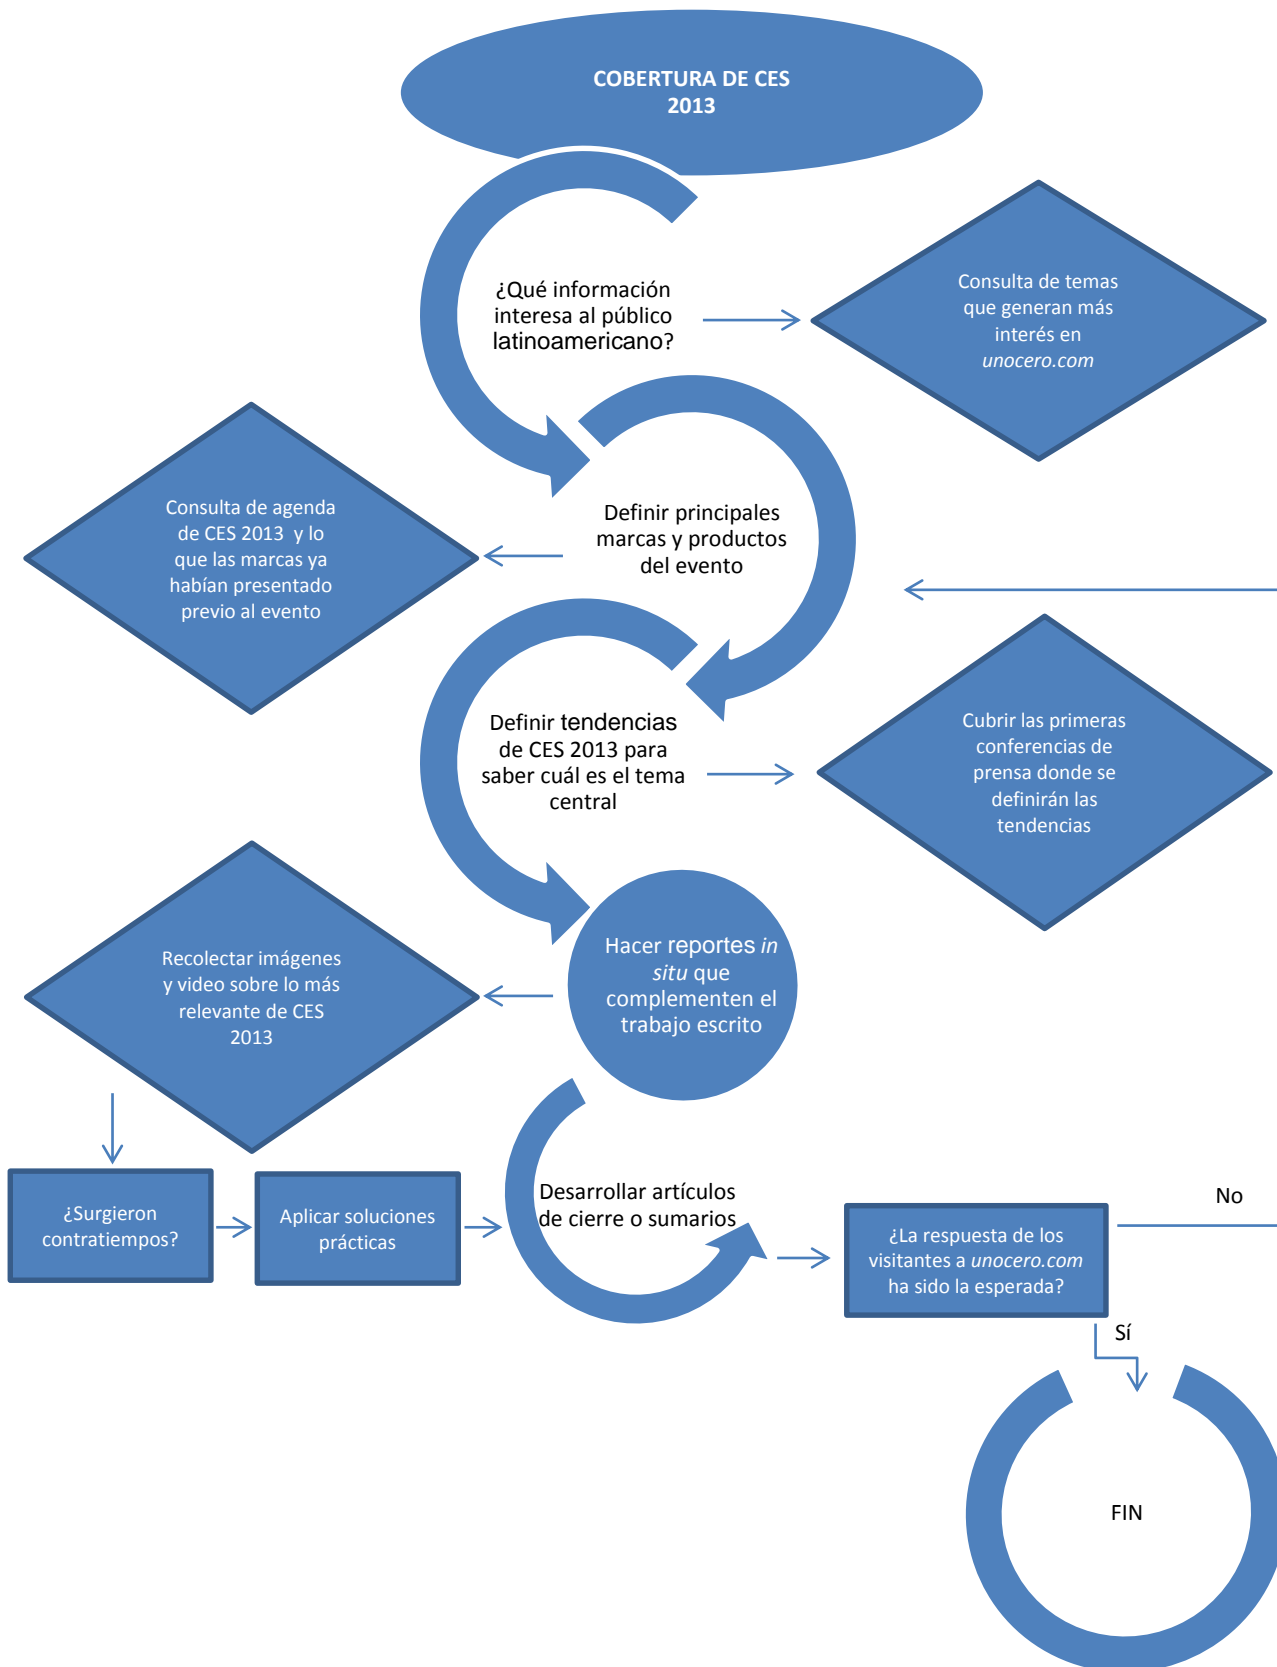 COBERTURA DE CES
2013
¿Qué información
interesa al público
latinoamericano?
Consulta de temas
que generan más
interés en
unocero.com
Definir principales
marcas y productos
del evento
Consulta de agenda
de CES 2013  y lo
que las marcas ya
habían presentado
previo al evento
Definir tendencias
de CES 2013 para
saber cuál es el tema
central
Cubrir las primeras
conferencias de
prensa donde se
definirán las
tendencias
Hacer reportes in
situ que
complementen el
trabajo escrito
Recolectar imágenes
y video sobre lo más
relevante de CES
2013
¿Surgieron
contratiempos?
Aplicar soluciones
prácticas
Desarrollar artículos
de cierre o sumarios
¿La respuesta de los
visitantes a unocero.com
ha sido la esperada?
No
Sí
FIN